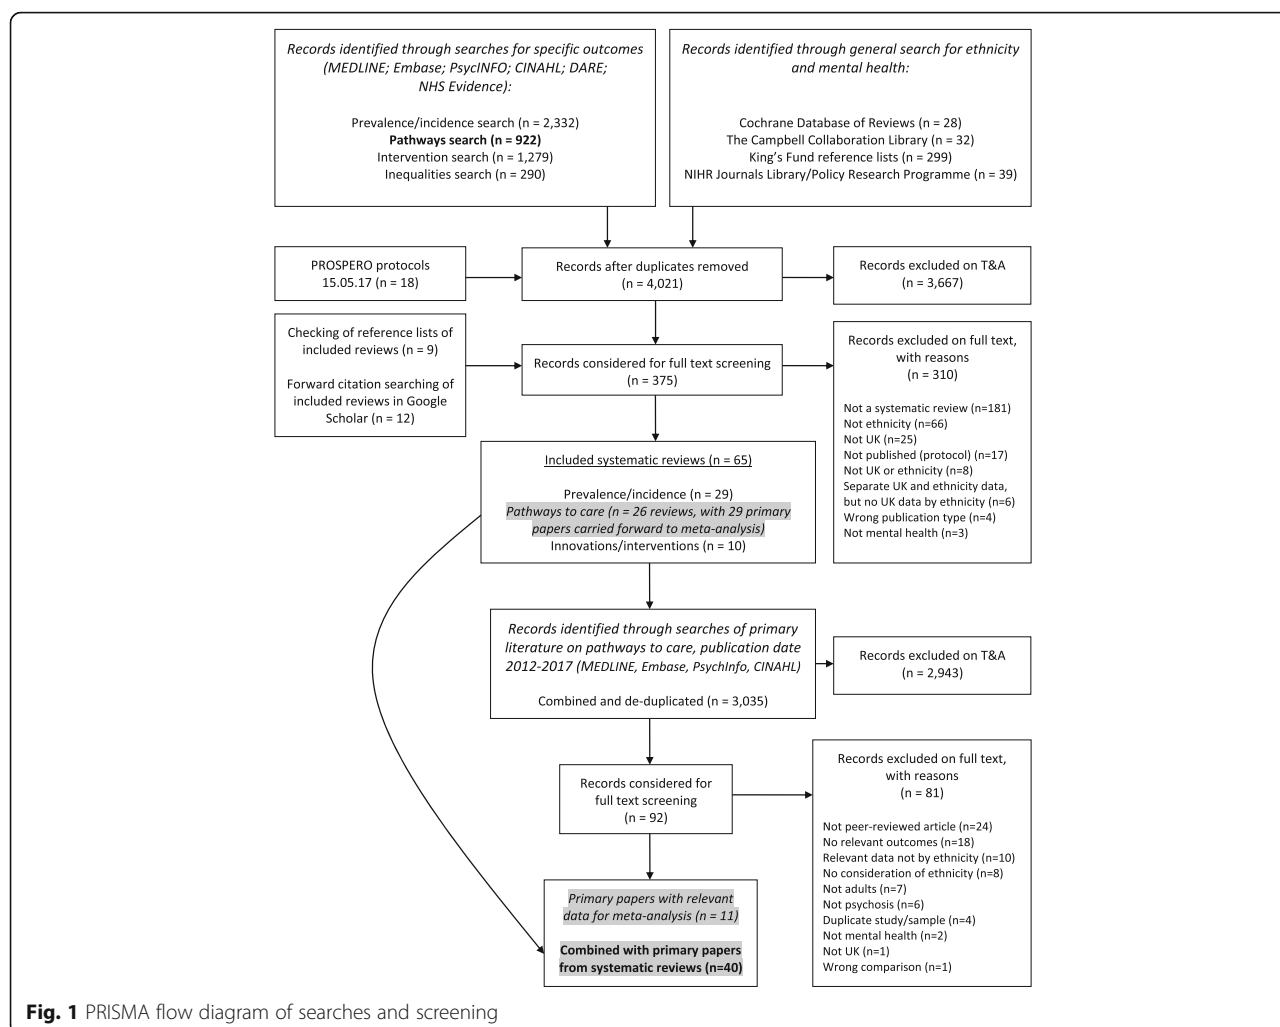 Records identified through searches for specific outcomes
(MEDLINE; Embase; PsycINFO; CINAHL; DARE;
NHS Evidence):
Prevalence/incidence search (n = 2,332)
Pathways search (n = 922)
Intervention search (n = 1,279)
Inequalities search (n = 290)
Records identified through general search for ethnicity
and mental health:
Cochrane Database of Reviews (n = 28)
The Campbell Collaboration Library (n = 32)
King's Fund reference lists (n = 299)
NIHR Journals Library/Policy Research Programme (n = 39)
PROSPERO protocols
15.05.17 (n = 18)
Records after duplicates removed
(n = 4,021)
Records excluded on T&A
(n = 3,667)
Checking of reference lists of
included reviews (n = 9)
Forward citation searching of
included reviews in Google
Scholar (n = 12)
Records considered for full text screening
(n = 375)
Records excluded on full text,
with reasons
(n = 310)
Not a systematic review (n=181)
Not ethnicity (n=66)
Not UK (n=25)
Not published (protocol) (n=17)
Not UK or ethnicity (n=8)
Separate UK and ethnicity data,
but no UK data by ethnicity (n=6)
Wrong publication type (n=4)
Not mental health (n=3)
Included systematic reviews (n = 65)
Prevalence/incidence (n = 29)
Pathways to care (n = 26 reviews, with 29 primary
papers carried forward to meta-analysis)
Innovations/interventions (n = 10)
Records identified through searches of primary
literature on pathways to care, publication date
2012-2017 (MEDLINE, Embase, PsychInfo, CINAHL)
Combined and de-duplicated (n = 3,035)
Records excluded on T&A
(n = 2,943)
Records considered for
full text screening
(n = 92)
Records excluded on full text,
with reasons
(n = 81)
Not peer-reviewed article (n=24)
No relevant outcomes (n=18)
Relevant data not by ethnicity (n=10)
No consideration of ethnicity (n=8)
Not adults (n=7)
Not psychosis (n=6)
Duplicate study/sample (n=4)
Not mental health (n=2)
Not UK (n=1)
Wrong comparison (n=1)
Primary papers with relevant
data for meta-analysis (n = 11)
Combined with primary papers
from systematic reviews (n=40)
Fig. 1 PRISMA flow diagram of searches and screening